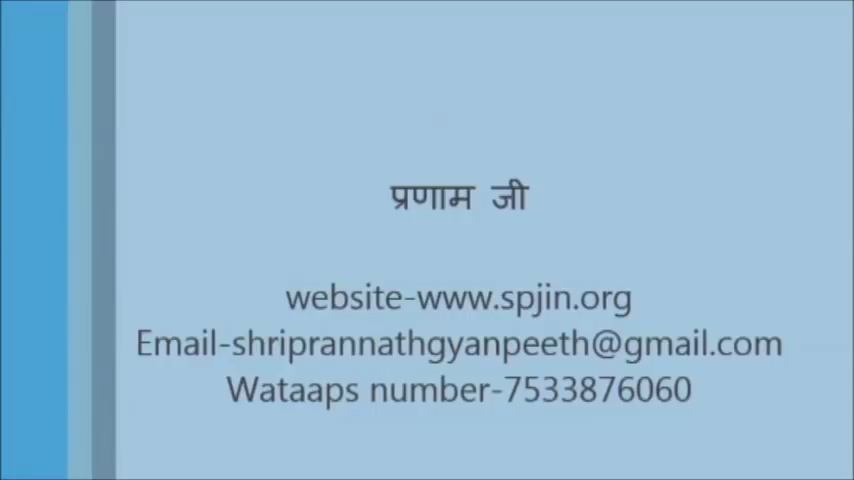 प्रणाम जी
website-www.spjin.org
Email-shriprannathgyanpeeth@gmail.com
Wataaps number-7533876060